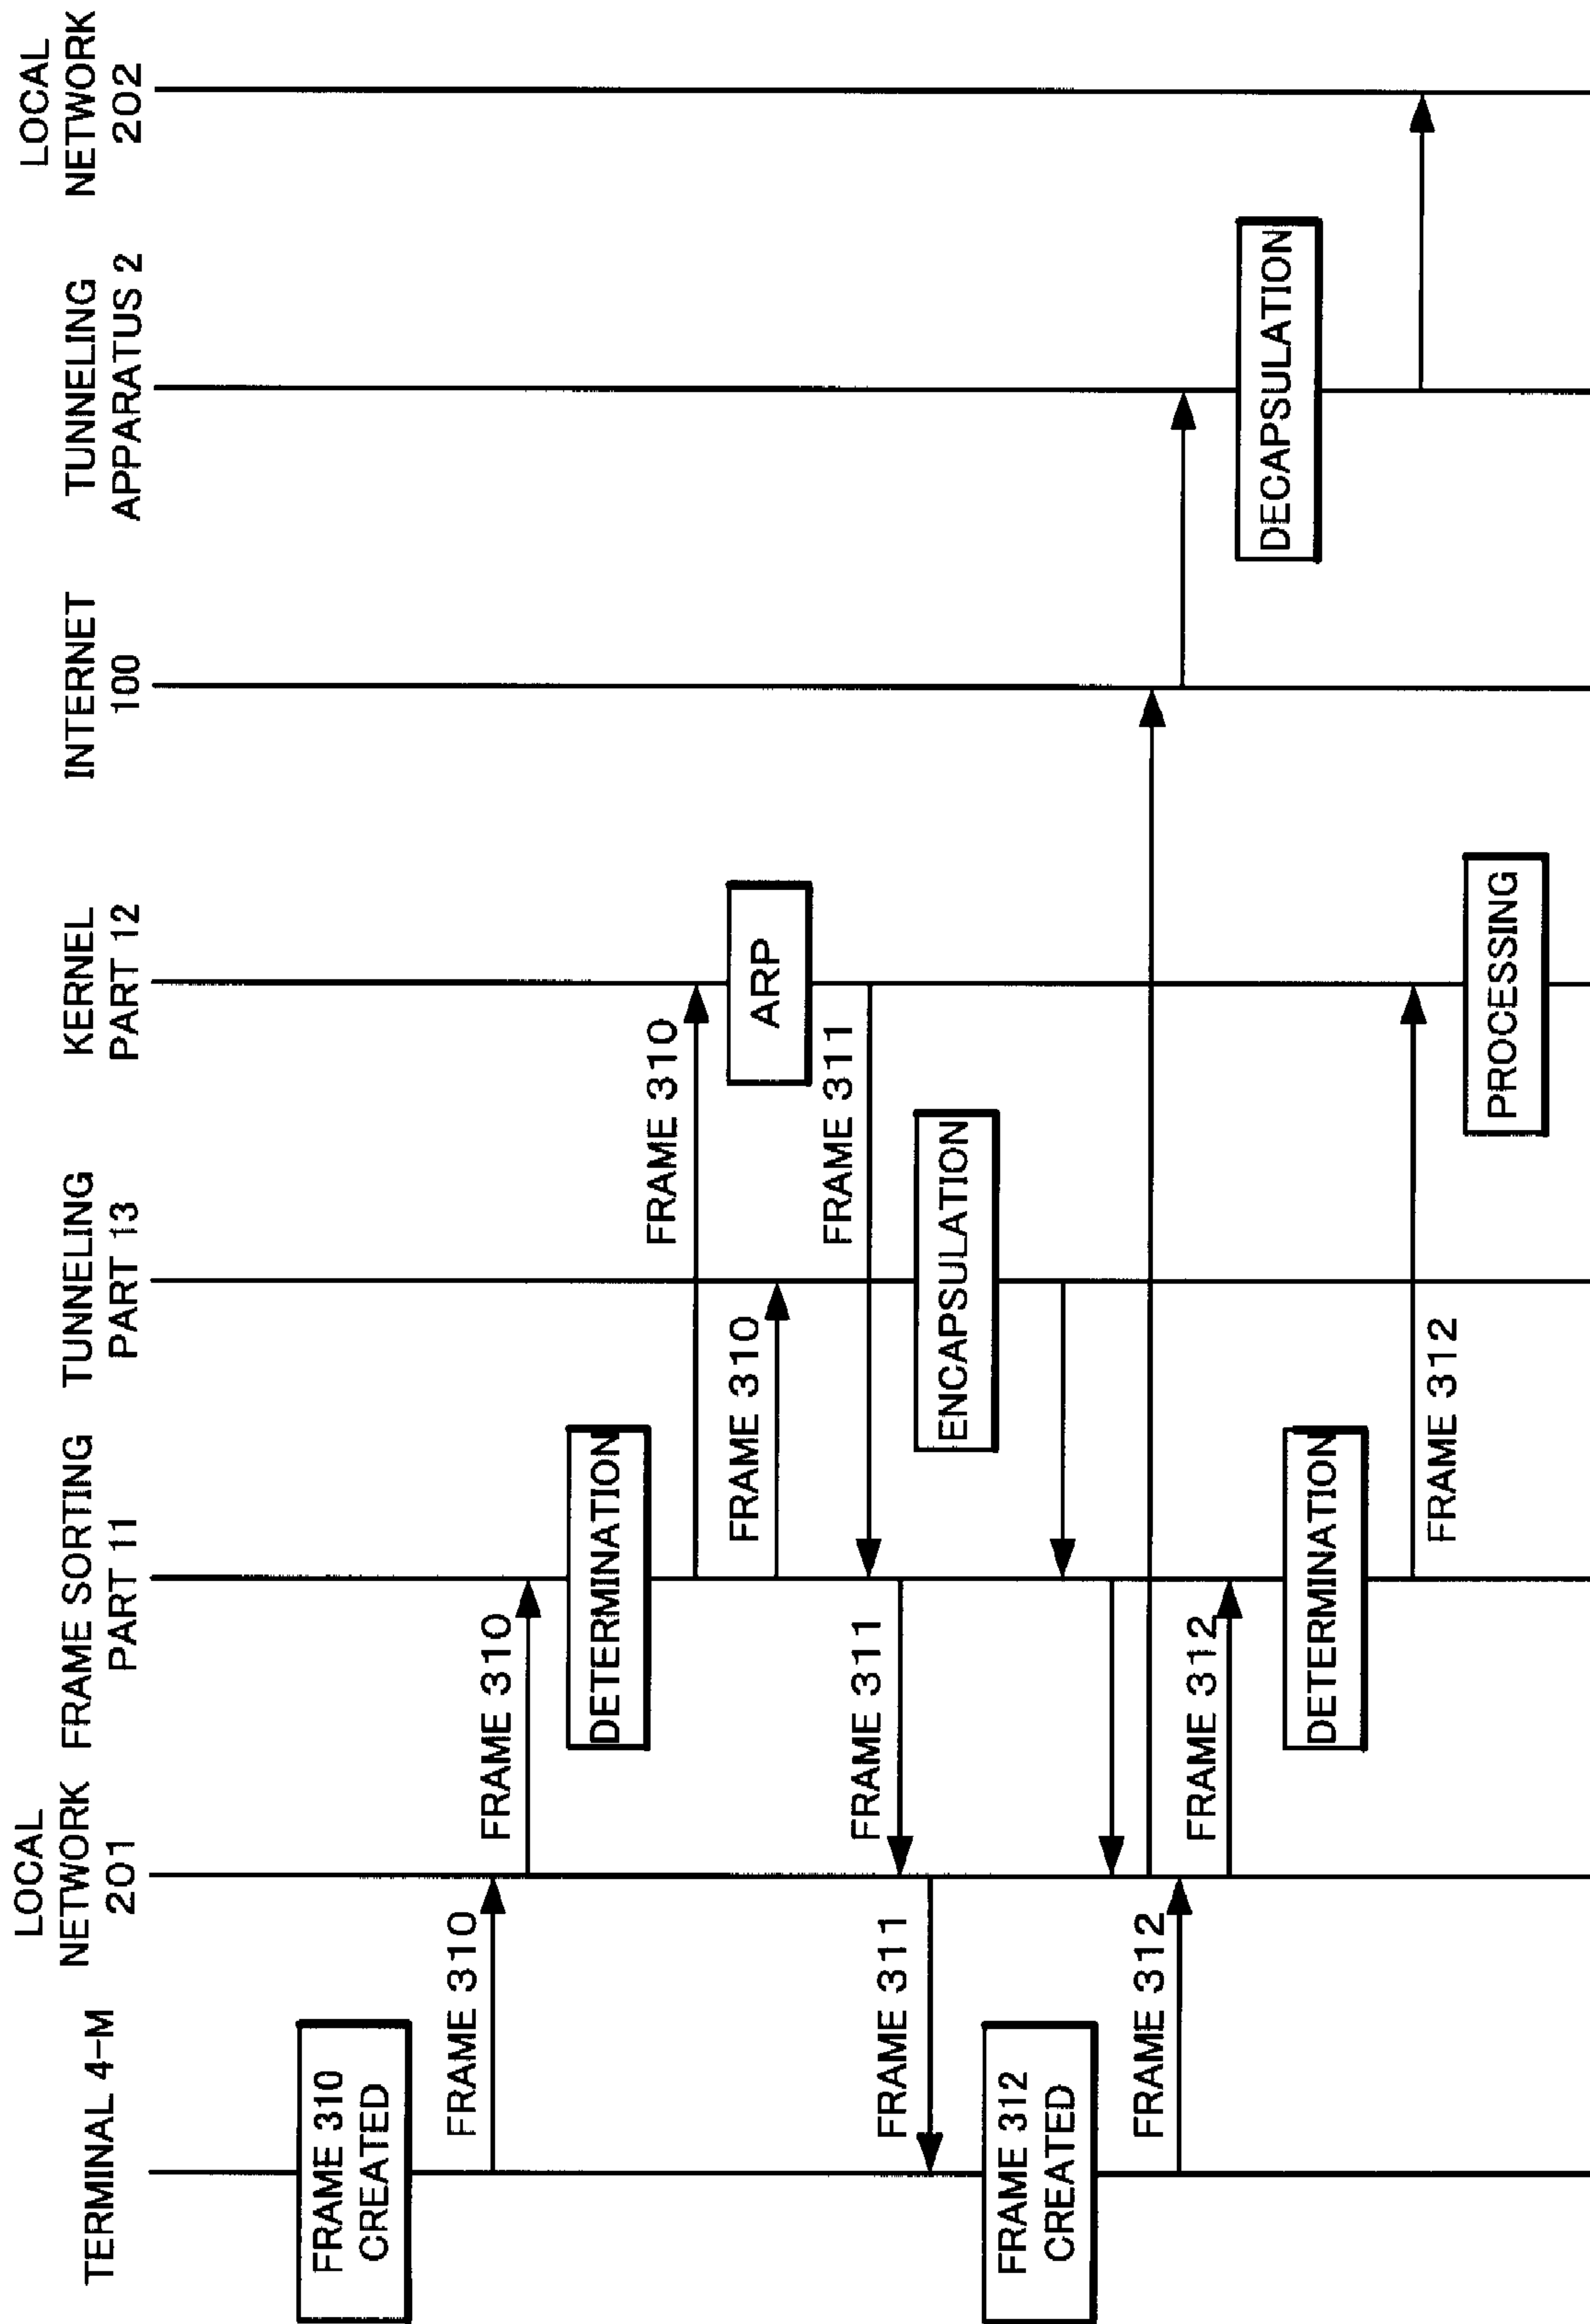 TERMINAL 4-M
LOCAL
NETWORK
201
FRAME SORTING
PART 11
TUNNELING
PART 13
KERNEL
PART 12
INTERNET
100
TUNNELING
APPARATUS 2
LOCAL
NETWORK
202
FRAME 310
CREATED
FRAME 310
FRAME 310
DETERMINATION
FRAME 310
FRAME 310
ARP
FRAME 311
FRAME 311
FRAME 311
ENCAPSULATION
FRAME 312
CREATED
FRAME 312
FRAME 312
DECAPSULATION
DETERMINATION
FRAME 312
PROCESSING